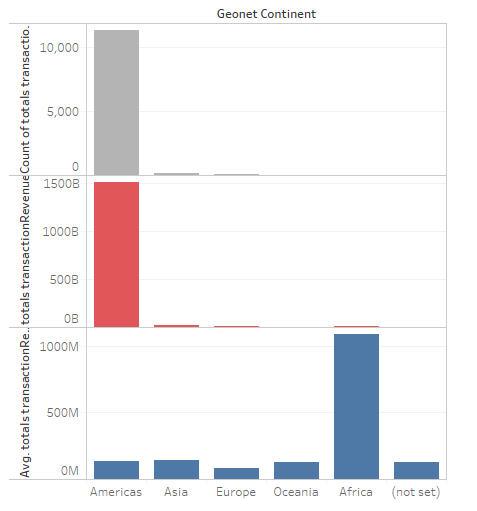 Geonet Continent
Count of totals transactio..
10,000
5,000
0
totals transactionRevenue
1500B
1000B
500B
0B
Avg. totals transactionRe..
1000M
500M
0M
Americas Asia Europe Oceania Africa (not set)